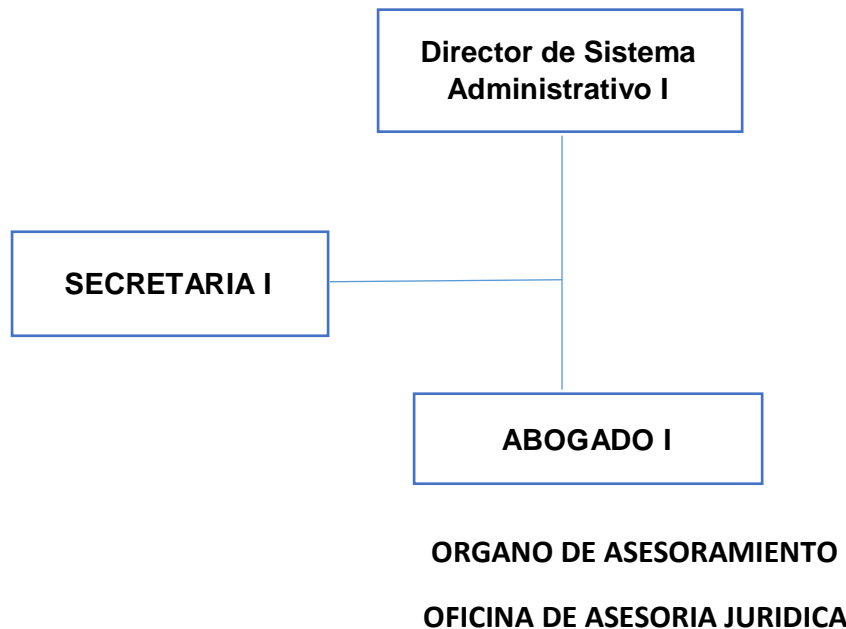 Director de Sistema
Administrativo I
SECRETARIA I
ABOGADO I
ORGANO DE ASESORAMIENTO
OFICINA DE ASESORIA JURIDICA